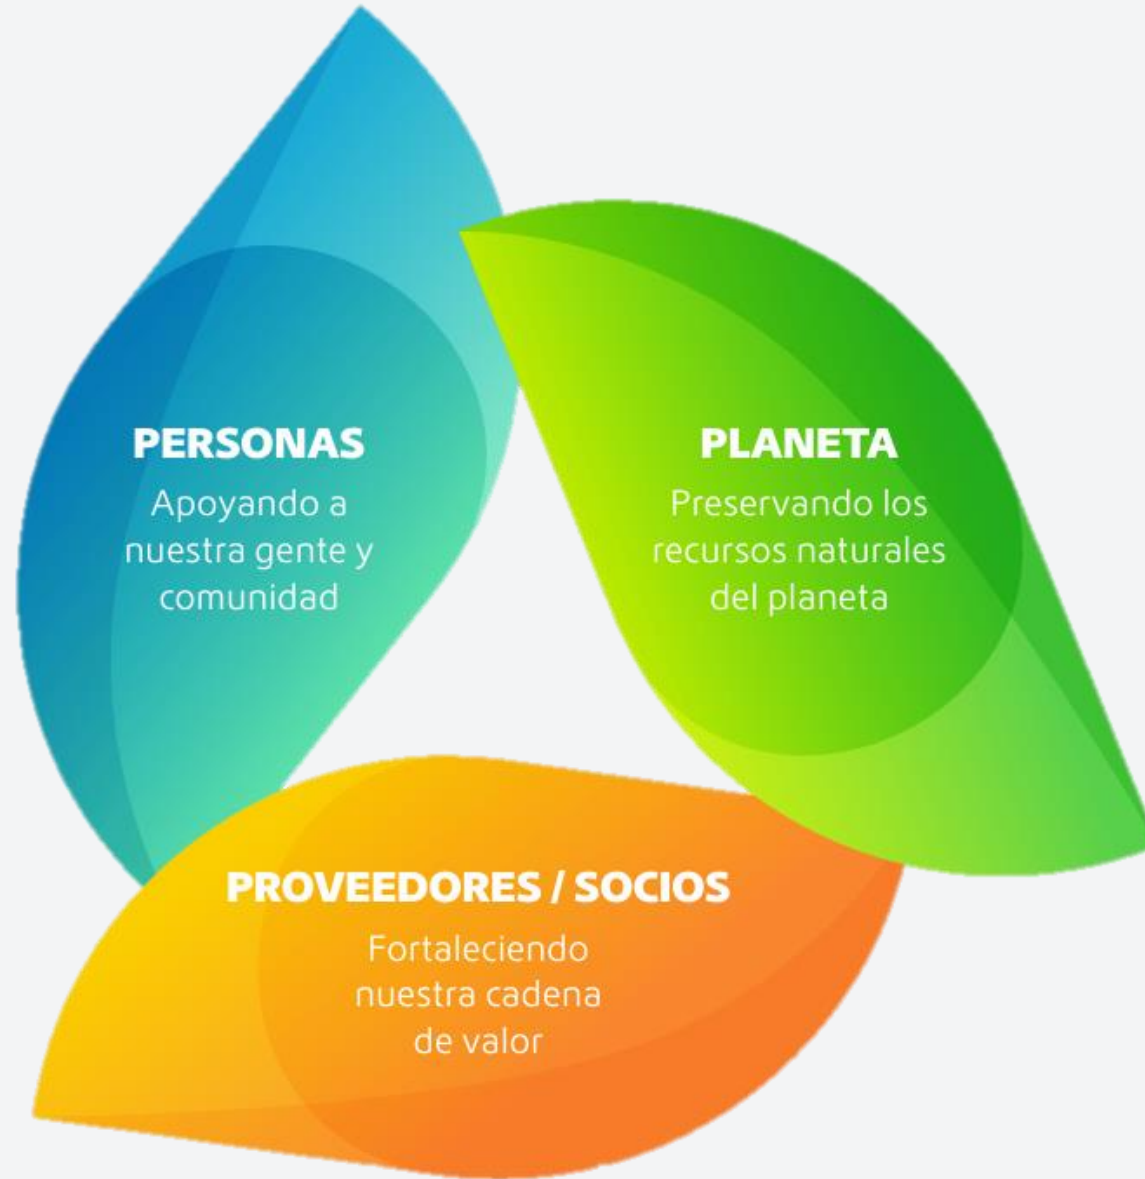 PERSONAS
Apoyando a
nuestra gente y
comunidad
PLANETA
Preservando los
recursos naturales
del planeta
PROVEEDORES / SOCIOS
Fortaleciendo
nuestra cadena
de valor